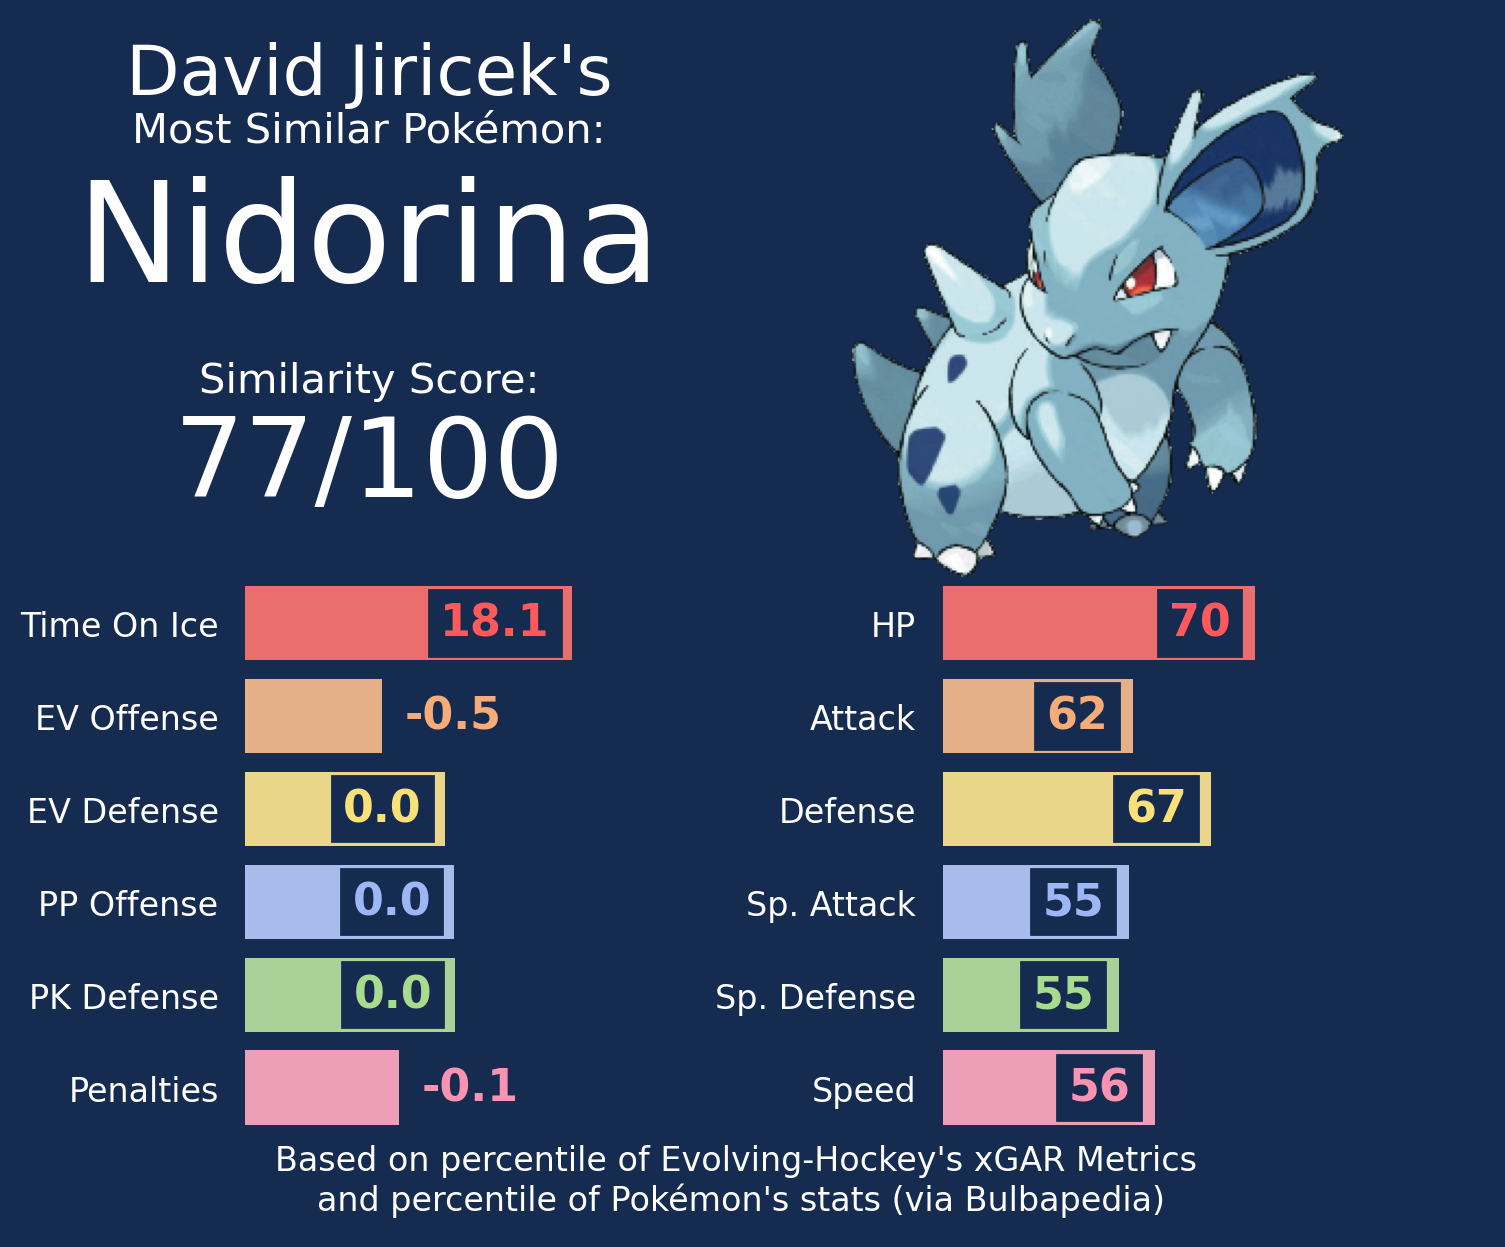 David Jiricek's
Most Similar Pokémon:
Nidorina
Similarity Score:
77/100
Time On Ice 18.1
EV Offense -0.5
EV Defense 0.0
PP Offense 0.0
PK Defense 0.0
Penalties -0.1
HP 70
Attack 62
Defense 67
Sp. Attack 55
Sp. Defense 55
Speed 56
Based on percentile of Evolving-Hockey's xGAR Metrics
and percentile of Pokémon's stats (via Bulbapedia)